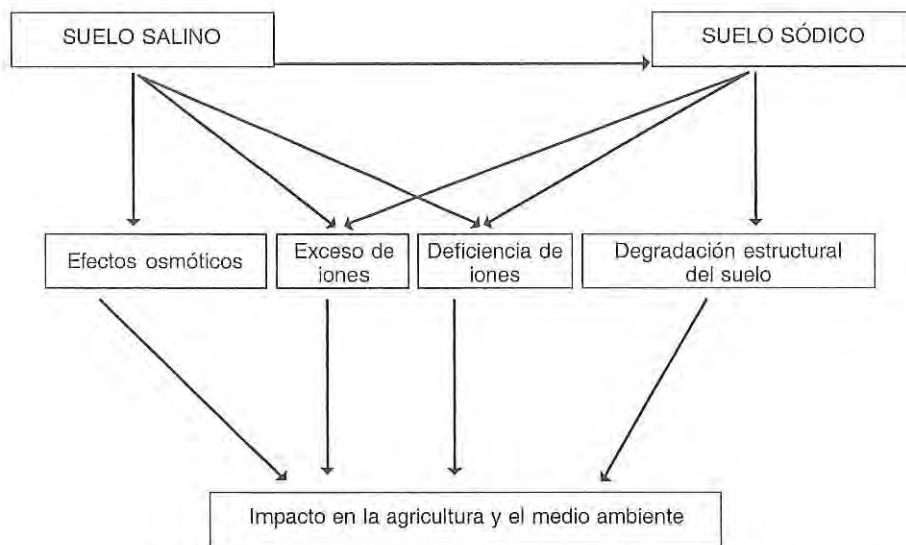 SUELO SALINO
SUELO SÓDICO
Efectos osmóticos
Exceso de
iones
Deficiencia de
iones
Degradación estructural
del suelo
Impacto en la agricultura y el medio ambiente